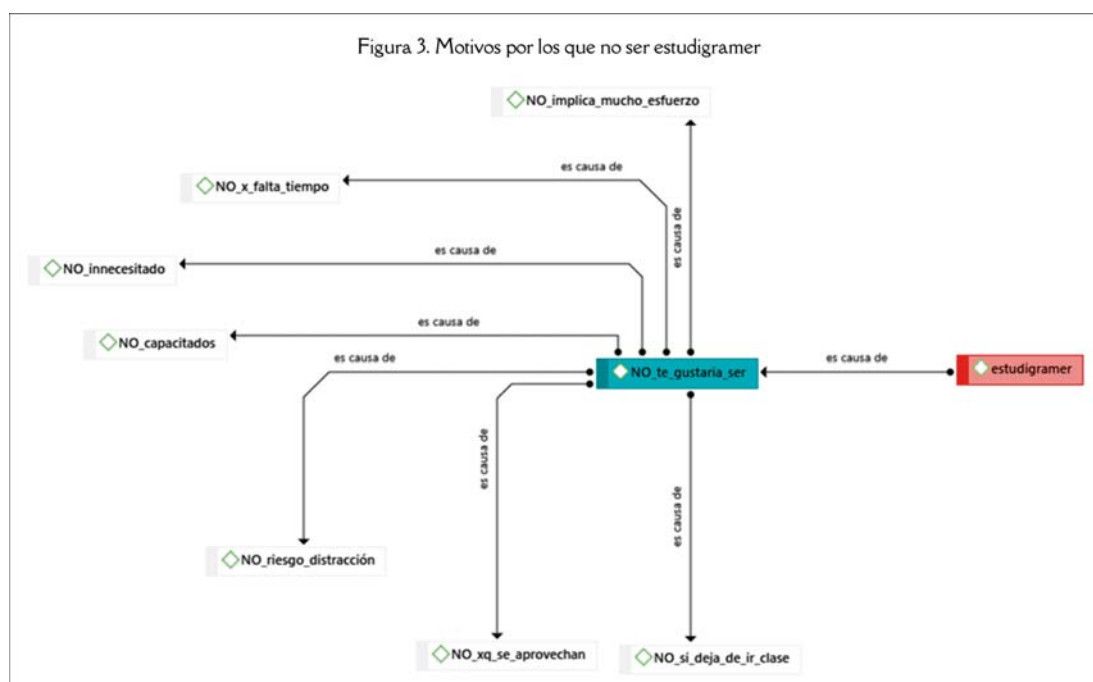 Figura 3. Motivos por los que no ser estudigramer
NO_implica_mucho_esfuerzo
es causa de
NO_x_falta_tiempo
es causa de
es causa de
NO_innecesitado
es causa de
NO_capacitados
es causa de
es causa de
NO_te_gustaria_ser
estudigramer
es causa de
es causa de
NO_riesgo_distracción
NO_xq_se_aprovechan
NO_si_deja_de_ir_clase